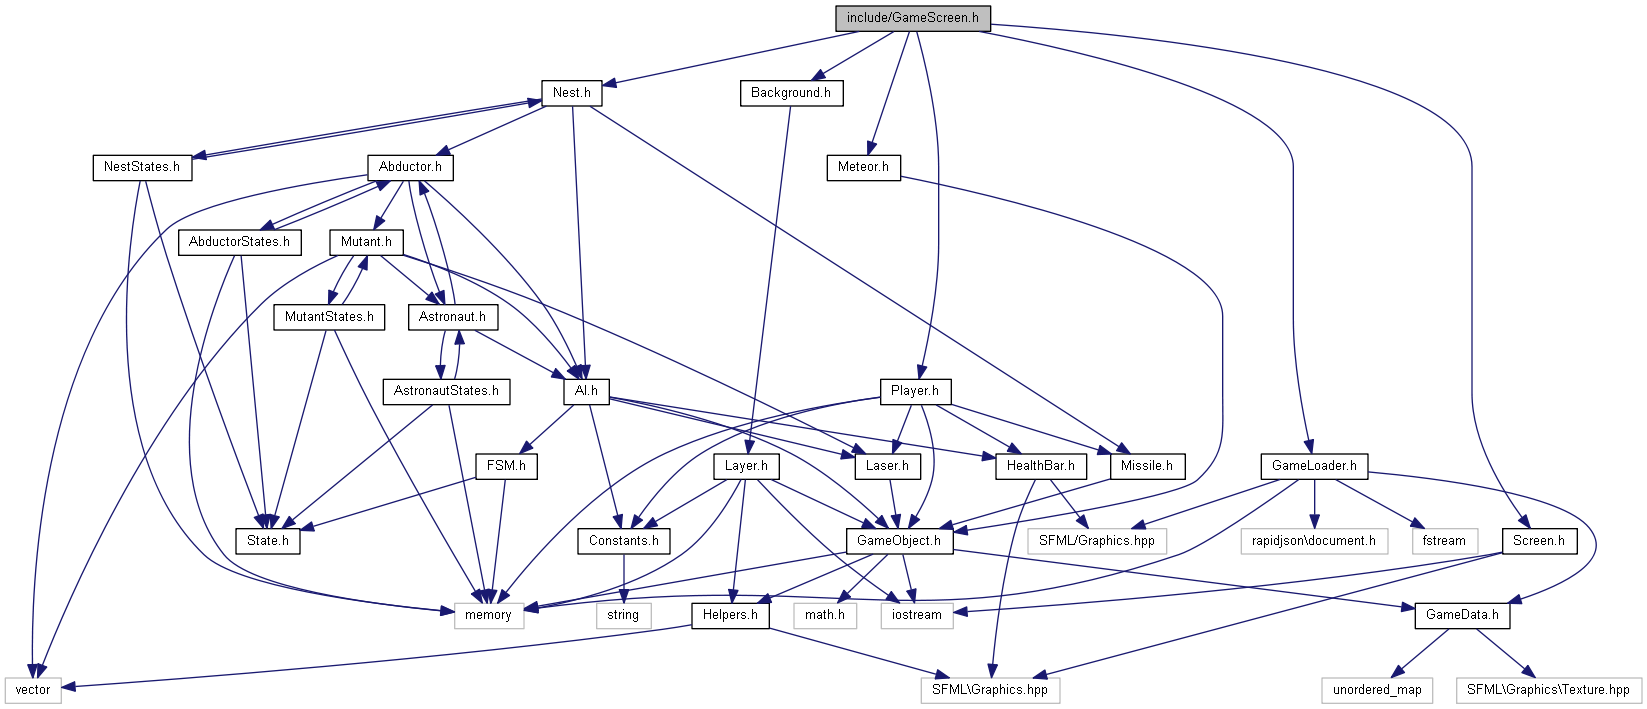 include/GameScreen.h
Nest.h
Background.h
NestStates.h
Abductor.h
Meteor.h
AbductorStates.h
Mutant.h
MutantStates.h
Astronaut.h
AstronautStates.h
AI.h
Player.h
FSM.h
Layer.h
Laser.h
HealthBar.h
Missile.h
GameLoader.h
State.h
Constants.h
GameObject.h
SFML/Graphics.hpp
rapidjson\document.h
fstream
Screen.h
memory
string
Helpers.h
math.h
iostream
GameData.h
vector
SFML\Graphics.hpp
unordered_map
SFML\Graphics\Texture.hpp